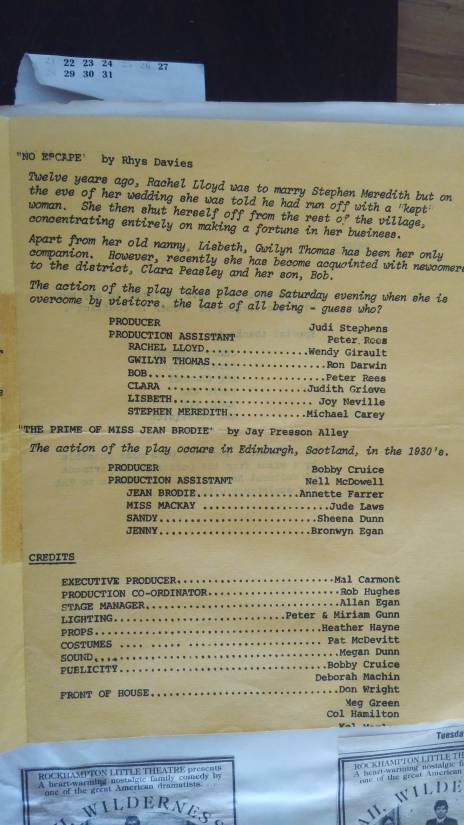 22 23 24 25 26 27
29 30 31
"NO ESCAPE' by Rhys Davies
Twelve years ago, Rachel Lloyd was to marry Stephen Meredith but on
the eve of her wedding she was told he had run off with a 'kept'
woman. She then shut herself off from the rest of the village,
concentrating entirely on making a fortune in her business.
Apart from her old nanny, Lisbeth, Gwilyn Thomas has been her only
companion. However, recently she has become acquointed with newcomers
to the district, Clara Peasley and her son, Bob.
The action of the play takes place one Saturday evening when she is
overcome by visitors, the last of all being - guess who?
PRODUCER Judi Stephens
PRODUCTION ASSISTANT Peter Rees
RACHEL LLOYD..................Wendy Girault
GWILYN THOMAS....................Ron Darwin
BOB...........................Peter Rees
CLARA ........................Judith Grieve
LISBETH.........................Joy Neville
STEPHEN MEREDITH.............Michael Carey
"THE PRIME OF MISS JEAN BRODIE" by Jay Presson Alley
The action of the play occurs in Edinburgh, Scotland, in the 1930's.
PRODUCER Bobby Cruice
PRODUCTION ASSISTANT Nell McDowell
JEAN BRODIE.................Annette Farrer
MISS MACKAY .....................Jude Laws
SANDY..........................Sheena Dunn
JENNY.........................Bronwyn Egan
CREDITS
EXECUTIVE PRODUCER..........................Mal Carmont
PRODUCTION CO-ORDINATOR......................Rob Hughes
STAGE MANAGER................................Allan Egan
LIGHTING............................Peter & Miriam Gunn
PROPS.....................................Heather Hayne
COSTUMES .... ..... ... .................Pat McDevitt
SOUND......................................Megan Dunn
PUBLICITY................................Bobby Cruice
Deborah Machin
FRONT OF HOUSE.............................Don Wright
Meg Green
Col Hamilton
Tuesda
ROCKHAMPTON LITTLE THEATRE presents
A heart-warming nostalgic family comedy by
one of the great American dramatists.
AH, WILDERNESS
ROCKHAMPTON LITTLE THE
A heart-warming nostalgic f
one of the great American
AH, WILDE